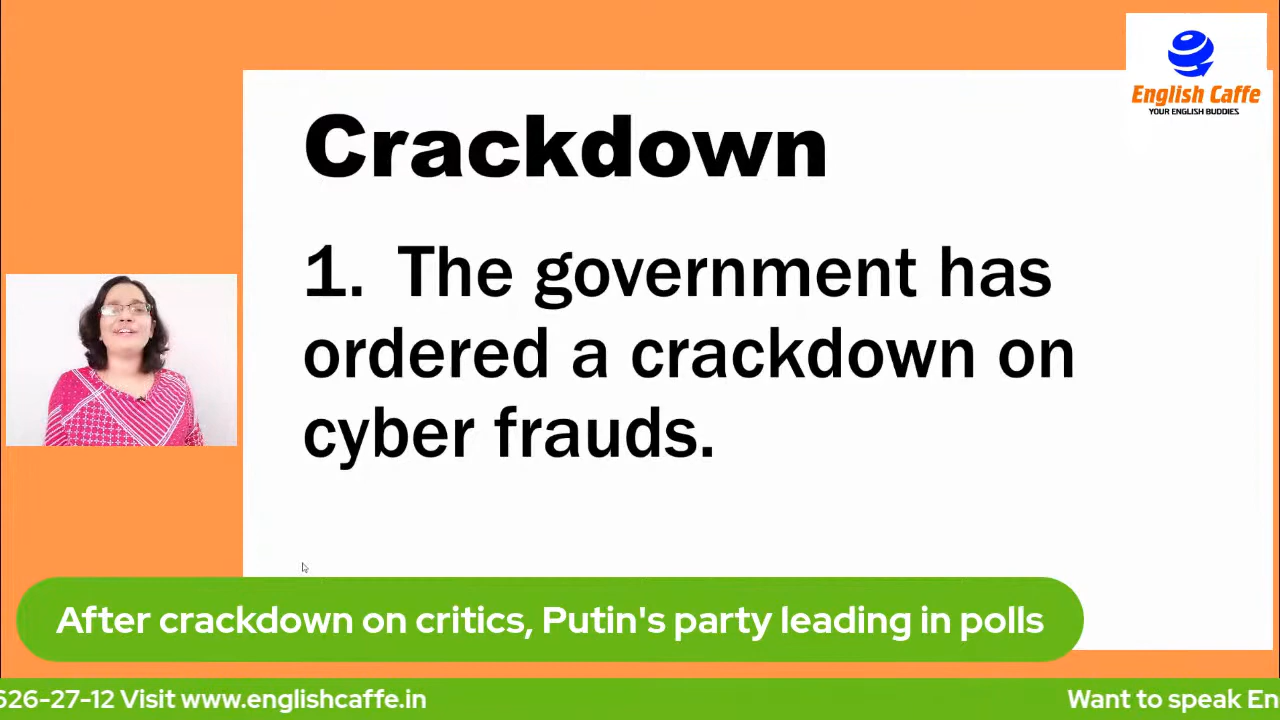 English Caffe
YOUR ENGLISH BUDDIES
Crackdown
1. The government has
ordered a crackdown on
cyber frauds.
After crackdown on critics, Putin's party leading in polls
626-27-12 Visit www.englishcaffe.in
Want to speak En